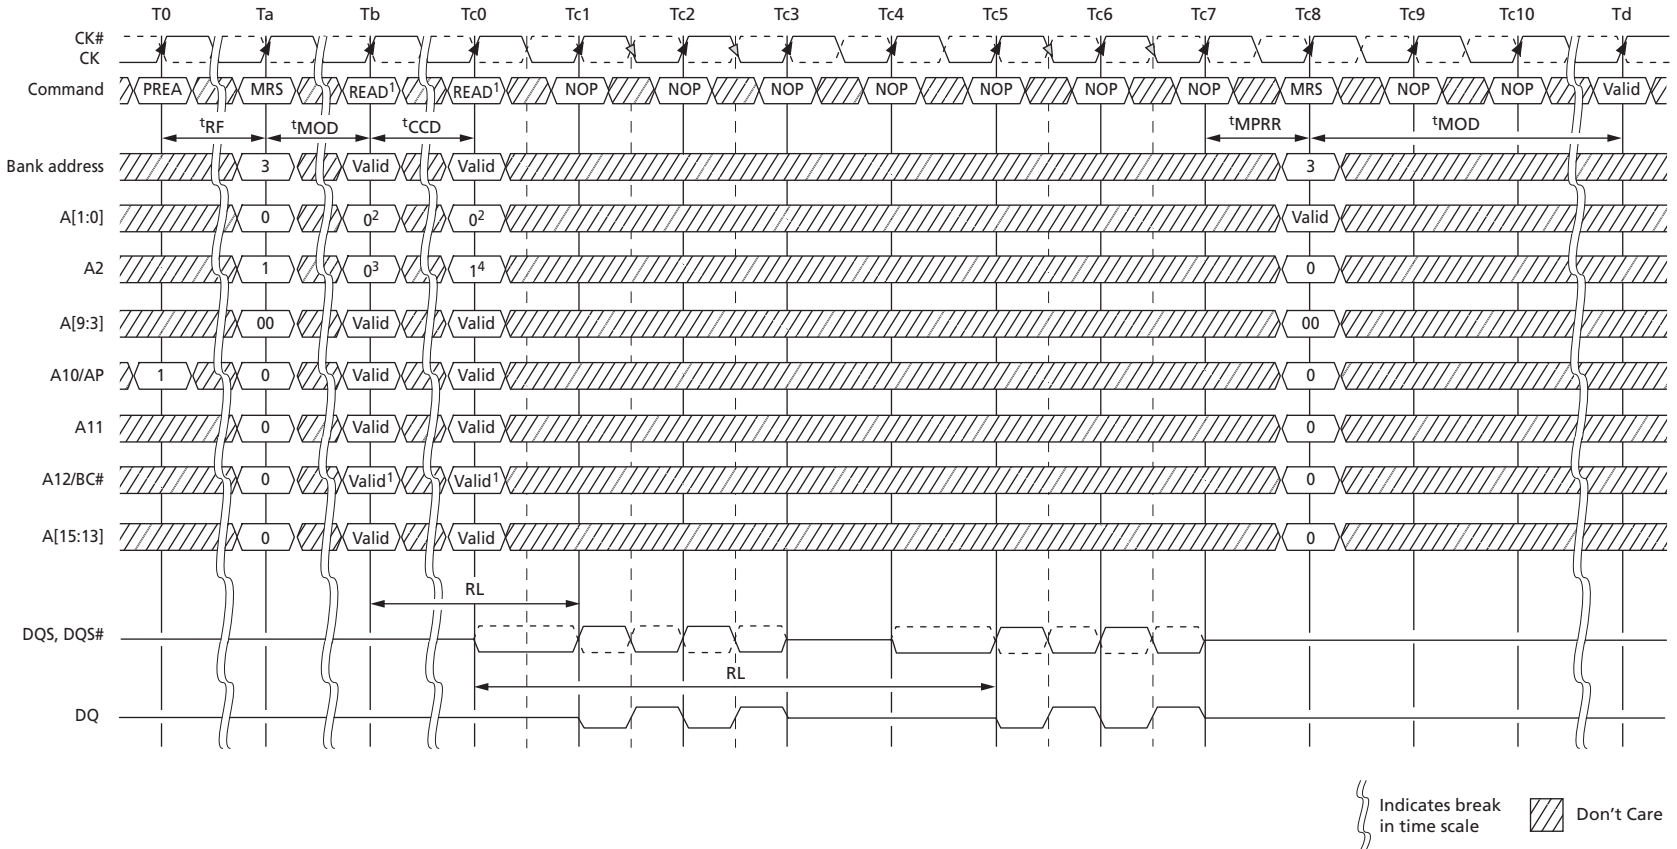 T0 Ta Tb Tc0 Tc1 Tc2 Tc3 Tc4 Tc5 Tc6 Tc7 Tc8 Tc9 Tc10 Td
CK#
CK
Command PREA MRS READ1 READ1 NOP NOP NOP NOP NOP NOP NOP MRS NOP NOP Valid
tRF tMOD tCCD tMPRR tMOD
Bank address 3 Valid Valid 3
A[1:0] 0 02 02 Valid
A2 1 03 14 0
A[9:3] 00 Valid Valid 00
A10/AP 1 0 Valid Valid 0
A11 0 Valid Valid 0
A12/BC# 0 Valid1 Valid1 0
A[15:13] 0 Valid Valid 0
RL
DQS, DQS#
RL
DQ
Indicates break
in time scale
Don't Care